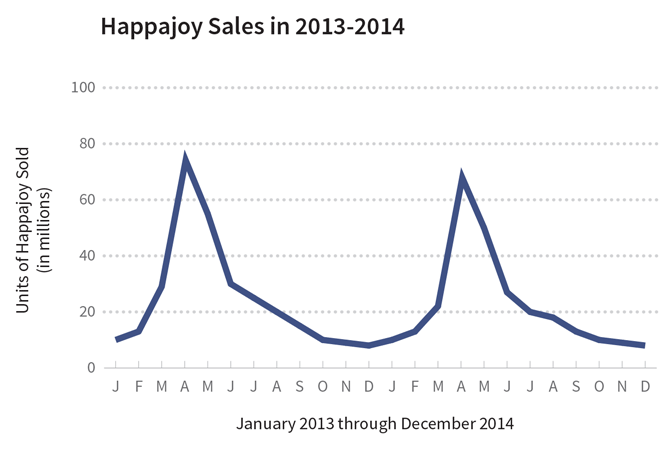 Happajoy Sales in 2013-2014
Units of Happajoy Sold
(in millions)
100
80
60
40
20
0
J F M A M J J A S O N D J F M A M J J A S O N D
January 2013 through December 2014